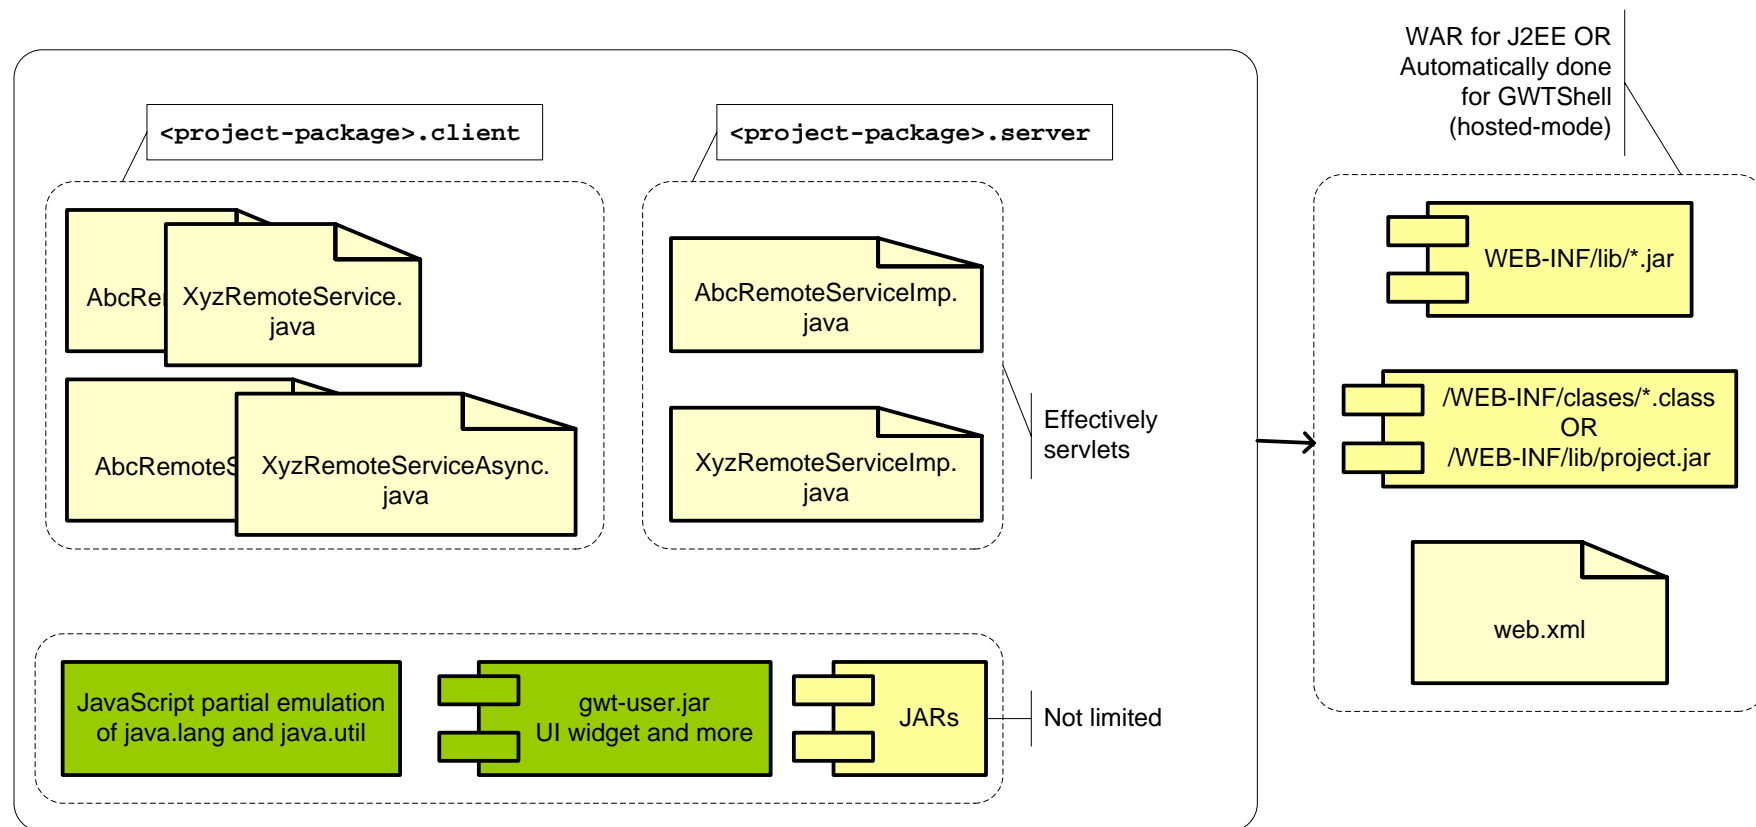 WAR for J2EE OR
Automatically done
for GWTShell
(hosted-mode)
<project-package>.client
<project-package>.server
AbcRe
XyzRemoteService.
java
AbcRemoteServiceImp.
java
WEB-INF/lib/*.jar
AbcRemoteS
XyzRemoteServiceAsync.
java
XyzRemoteServiceImp.
java
Effectively
servlets
/WEB-INF/clases/*.class
OR
/WEB-INF/lib/project.jar
web.xml
JavaScript partial emulation
of java.lang and java.util
gwt-user.jar
UI widget and more
JARs
Not limited